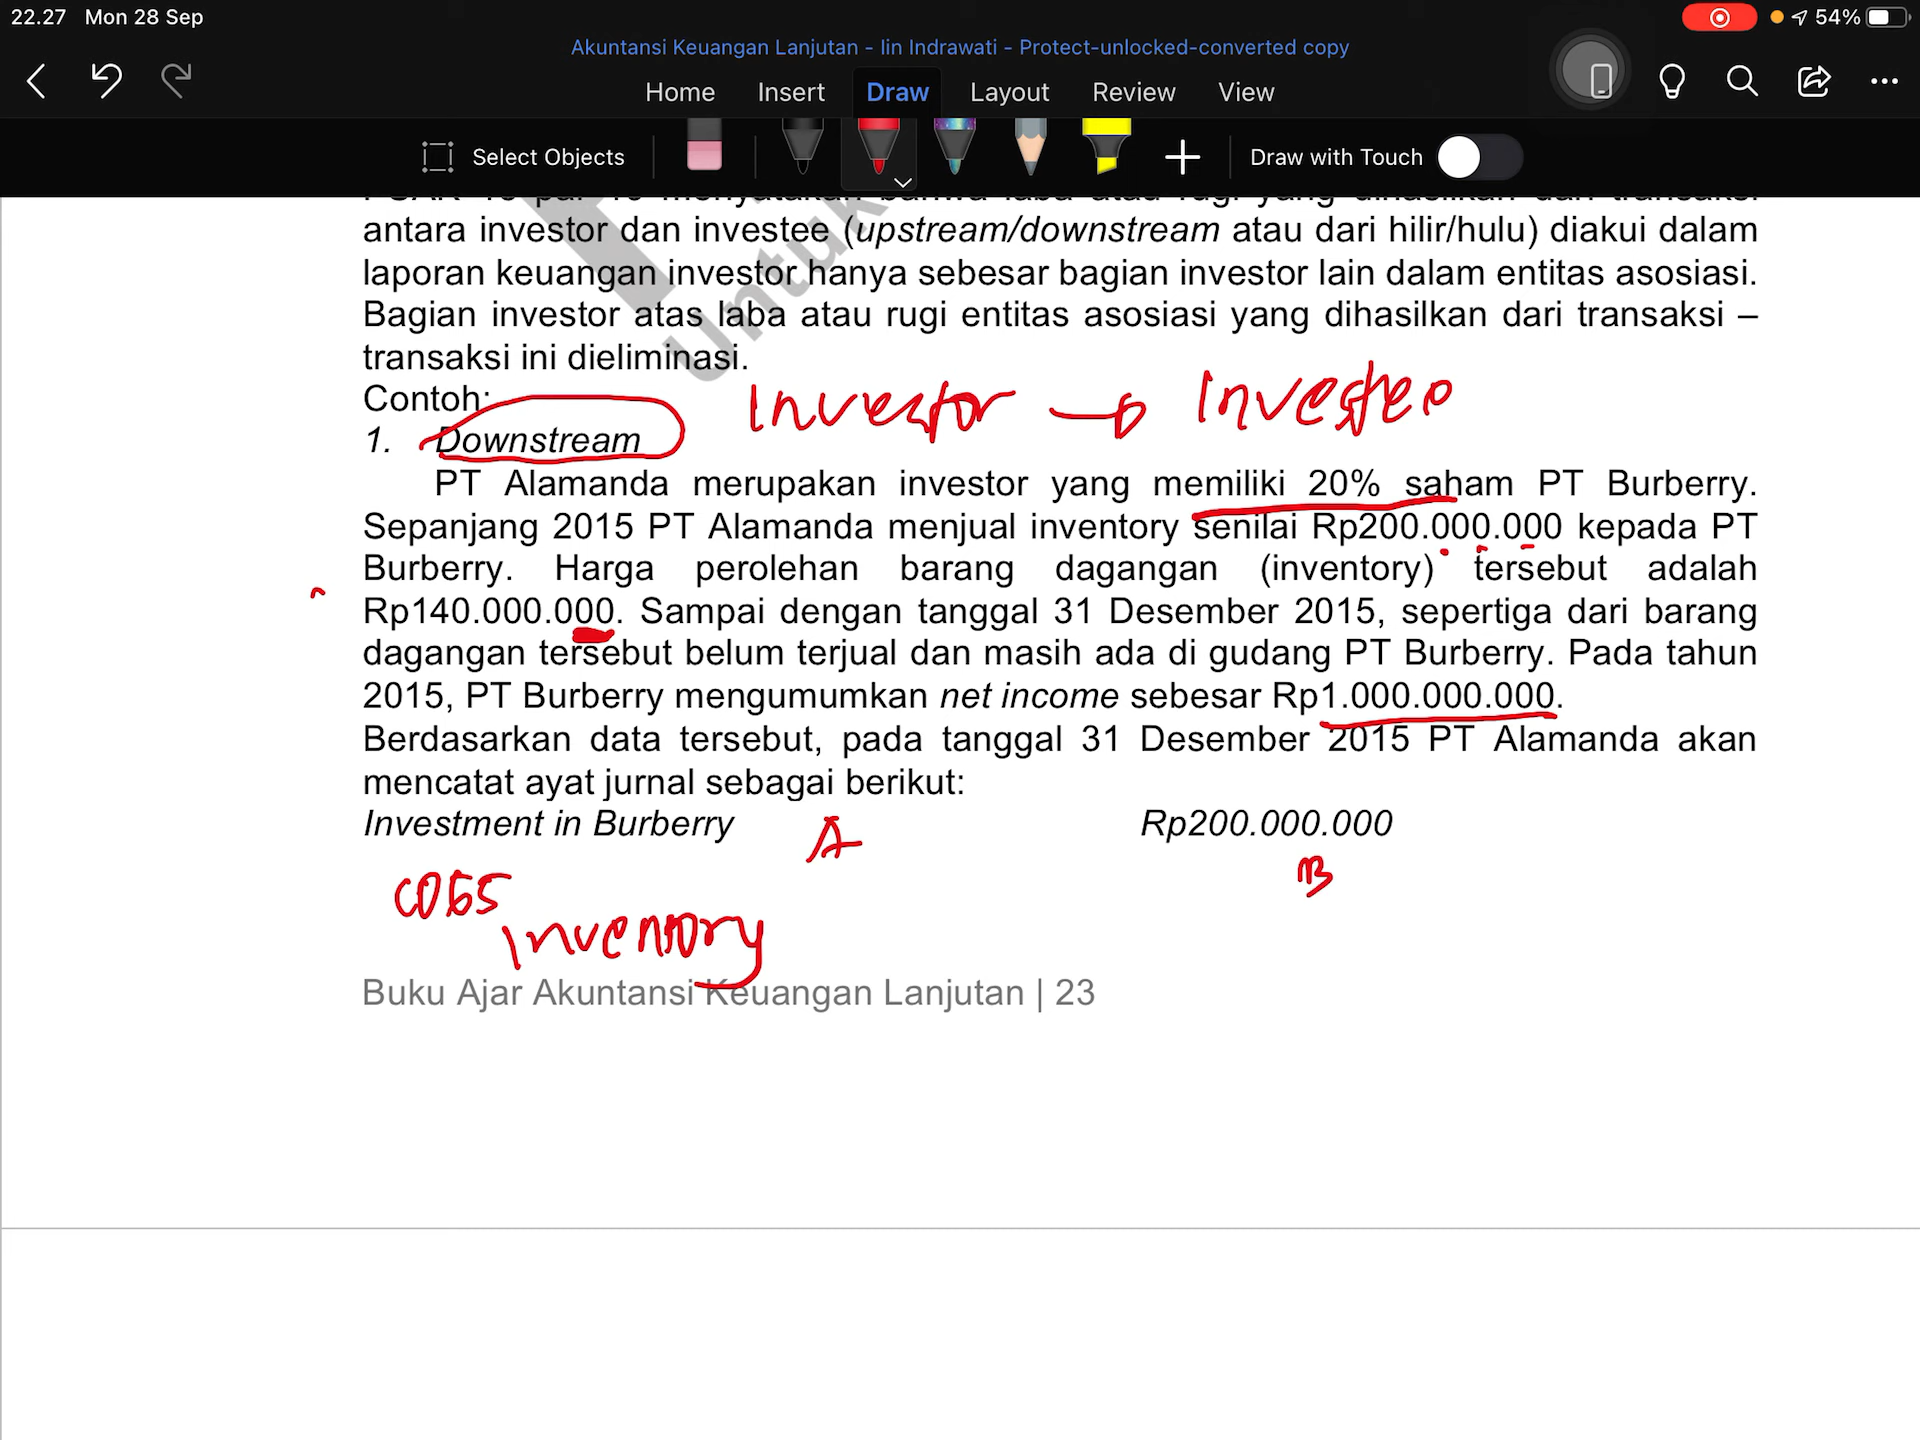 22.27 Mon 28 Sep
54%
Akuntansi Keuangan Lanjutan - Iin Indrawati - Protect-unlocked-converted copy
Home Insert Draw Layout Review View
Select Objects
Draw with Touch
antara investor dan investee (upstream/downstream atau dari hilir/hulu) diakui dalam
laporan keuangan investor hanya sebesar bagian investor lain dalam entitas asosiasi.
Bagian investor atas laba atau rugi entitas asosiasi yang dihasilkan dari transaksi –
transaksi ini dieliminasi.
Untuk
Contoh:
Investor Investee
1. Downstream
PT Alamanda merupakan investor yang memiliki 20% saham PT Burberry.
Sepanjang 2015 PT Alamanda menjual inventory senilai Rp200.000.000 kepada PT
Burberry. Harga perolehan barang dagangan (inventory) tersebut adalah
Rp140.000.000. Sampai dengan tanggal 31 Desember 2015, sepertiga dari barang
dagangan tersebut belum terjual dan masih ada di gudang PT Burberry. Pada tahun
2015, PT Burberry mengumumkan net income sebesar Rp1.000.000.000.
Berdasarkan data tersebut, pada tanggal 31 Desember 2015 PT Alamanda akan
mencatat ayat jurnal sebagai berikut:
Investment in Burberry Rp200.000.000
A B
COGS
Inventory
Buku Ajar Akuntansi Keuangan Lanjutan | 23